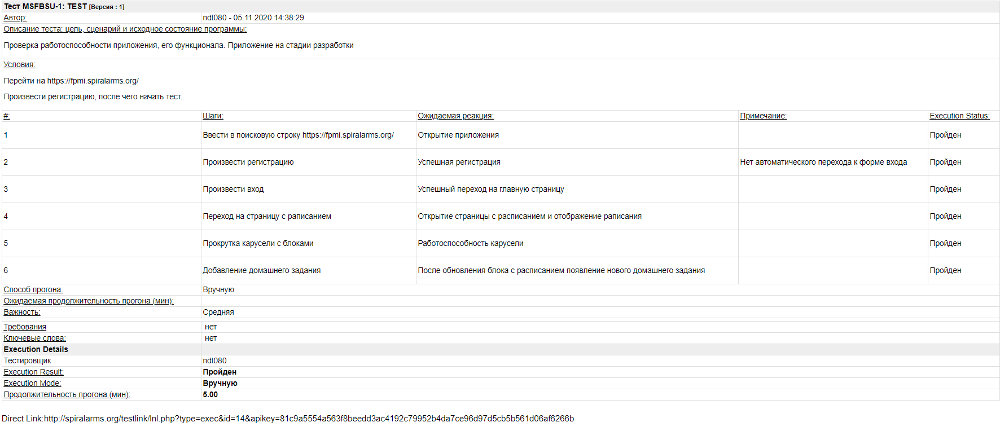 Тест MSFBSU-1: TEST [Версия : 1]
Автор: ndt080 - 05.11.2020 14:38:29
Описание теста: цель, сценарий и исходное состояние программы:
Проверка работоспособности приложения, его функционала. Приложение на стадии разработки
Условия:
Перейти на https://fpmi.spiralarms.org/
Произвести регистрацию, после чего начать тест.
#: Шаги: Ожидаемая реакция: Примечание: Execution Status:
1 Ввести в поисковую строку https://fpmi.spiralarms.org/ Открытие приложения Пройден
2 Произвести регистрацию Успешная регистрация Нет автоматического перехода к форме входа Пройден
3 Произвести вход Успешный переход на главную страницу Пройден
4 Переход на страницу с раписанием Открытие страницы с расписанием и отображение раписания Пройден
5 Прокрутка карусели с блоками Работоспособность карусели Пройден
6 Добавление домашнего задания После обновления блока с расписанием появление нового домашнего задания Пройден
Способ прогона: Вручную
Ожидаемая продолжительность прогона (мин):
Важность: Средняя
Требования нет
Ключевые слова: нет
Execution Details
Тестировщик ndt080
Execution Result: Пройден
Execution Mode: Вручную
Продолжительность прогона (мин): 5.00
Direct Link:http://spiralarms.org/testlink/lnl.php?type=exec&id=14&apikey=81c9a5554a563f8beedd3ac4192c79952b4da7ce96d97d5cb5b561d06af6266b